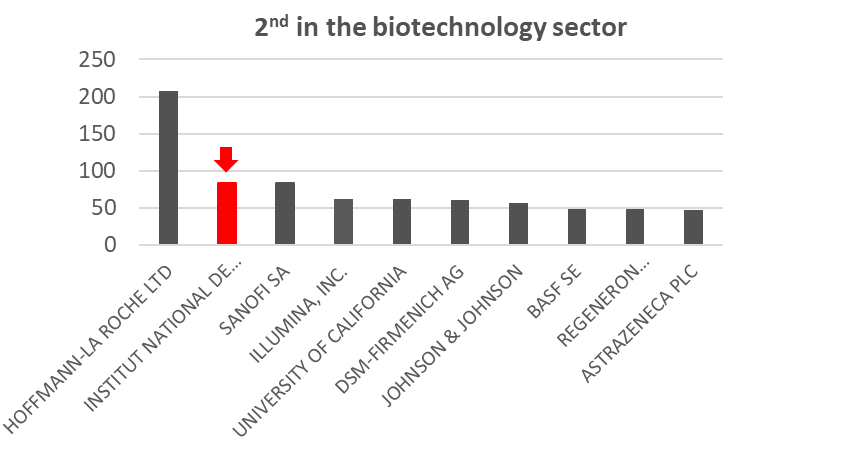 2nd in the biotechnology sector
250
200
150
100
50
0
HOFFMANN-LA ROCHE LTD
INSTITUT NATIONAL DE...
SANOFI SA
ILLUMINA, INC.
UNIVERSITY OF CALIFORNIA
DSM-FIRMENICH AG
JOHNSON & JOHNSON
BASF SE
REGENERON...
ASTRAZENECA PLC